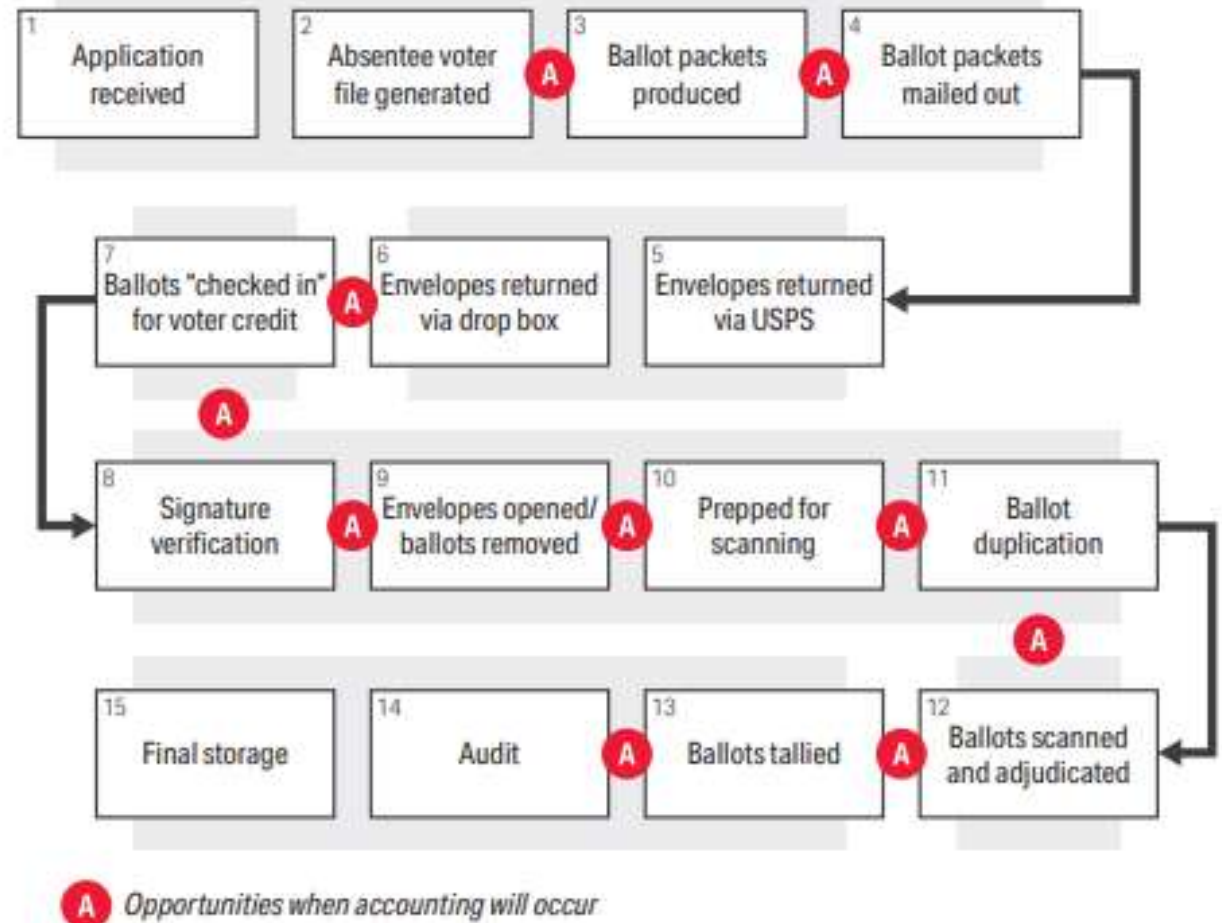 1
Application
received
2
Absentee voter
file generated
A
3
Ballot packets
produced
A
4
Ballot packets
mailed out
7
Ballots "checked in"
for voter credit
A
6
Envelopes returned
via drop box
5
Envelopes returned
via USPS
A
8
Signature
verification
A
9
Envelopes opened/
ballots removed
A
10
Prepped for
scanning
A
11
Ballot
duplication
A
15
Final storage
14
Audit
A
13
Ballots tallied
A
12
Ballots scanned
and adjudicated
A Opportunities when accounting will occur